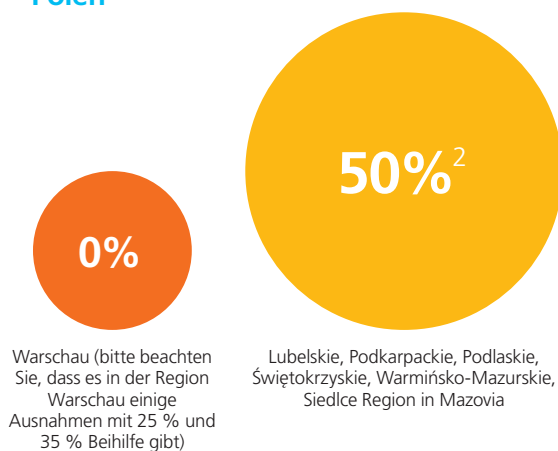 Polen
0%
50%²
Warschau (bitte beachten
Sie, dass es in der Region
Warschau einige
Ausnahmen mit 25 % und
35 % Beihilfe gibt)
Lubelskie, Podkarpackie, Podlaskie,
Świętokrzyskie, Warmińsko-Mazurskie,
Siedlce Region in Mazovia